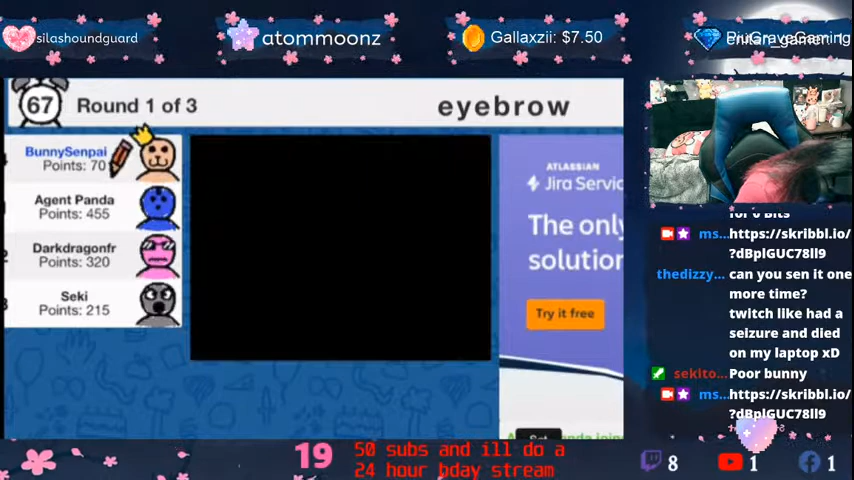 silashoundguard
atommoonz
Gallaxzii: $7.50
67
Round 1 of 3
eyebrow
BunnySenpai
Points: 70
Agent Panda
Points: 455
Darkdragonfr
Points: 320
Seki
Points: 215
ATLASSIAN
Jira Servic
The only
solution
Try it free
ms... https://skribbl.io/
?dBplGUC78ll9
thedizzy... can you sen it one
more time?
twitch like had a
seizure and died
on my laptop xD
sekito... Poor bunny
ms... https://skribbl.io/
?dBplGUC78ll9
19
50 subs and ill do a
24 hour bday stream
8
1
1